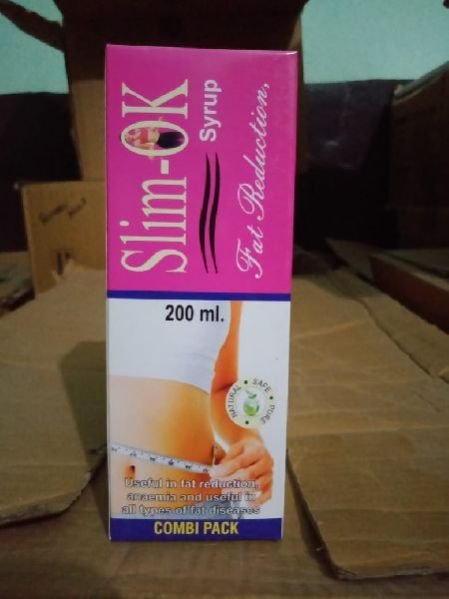 Slim-OK
Syrup
Fat Reduction,
200 ml.
NATURAL • SAFE • PURE
Useful in fat reduction,
anaemia and useful in
all types of fat diseases
COMBI PACK